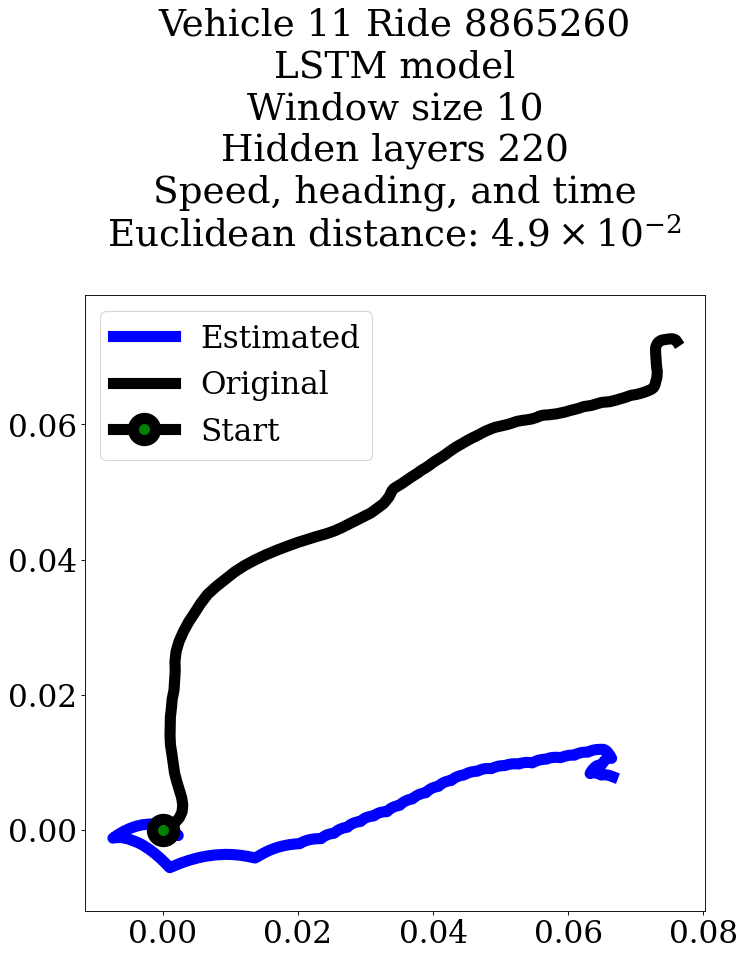 Vehicle 11 Ride 8865260
LSTM model
Window size 10
Hidden layers 220
Speed, heading, and time
Euclidean distance: 4.9 × 10⁻²
Estimated
Original
Start
0.06
0.04
0.02
0.00
0.00 0.02 0.04 0.06 0.08